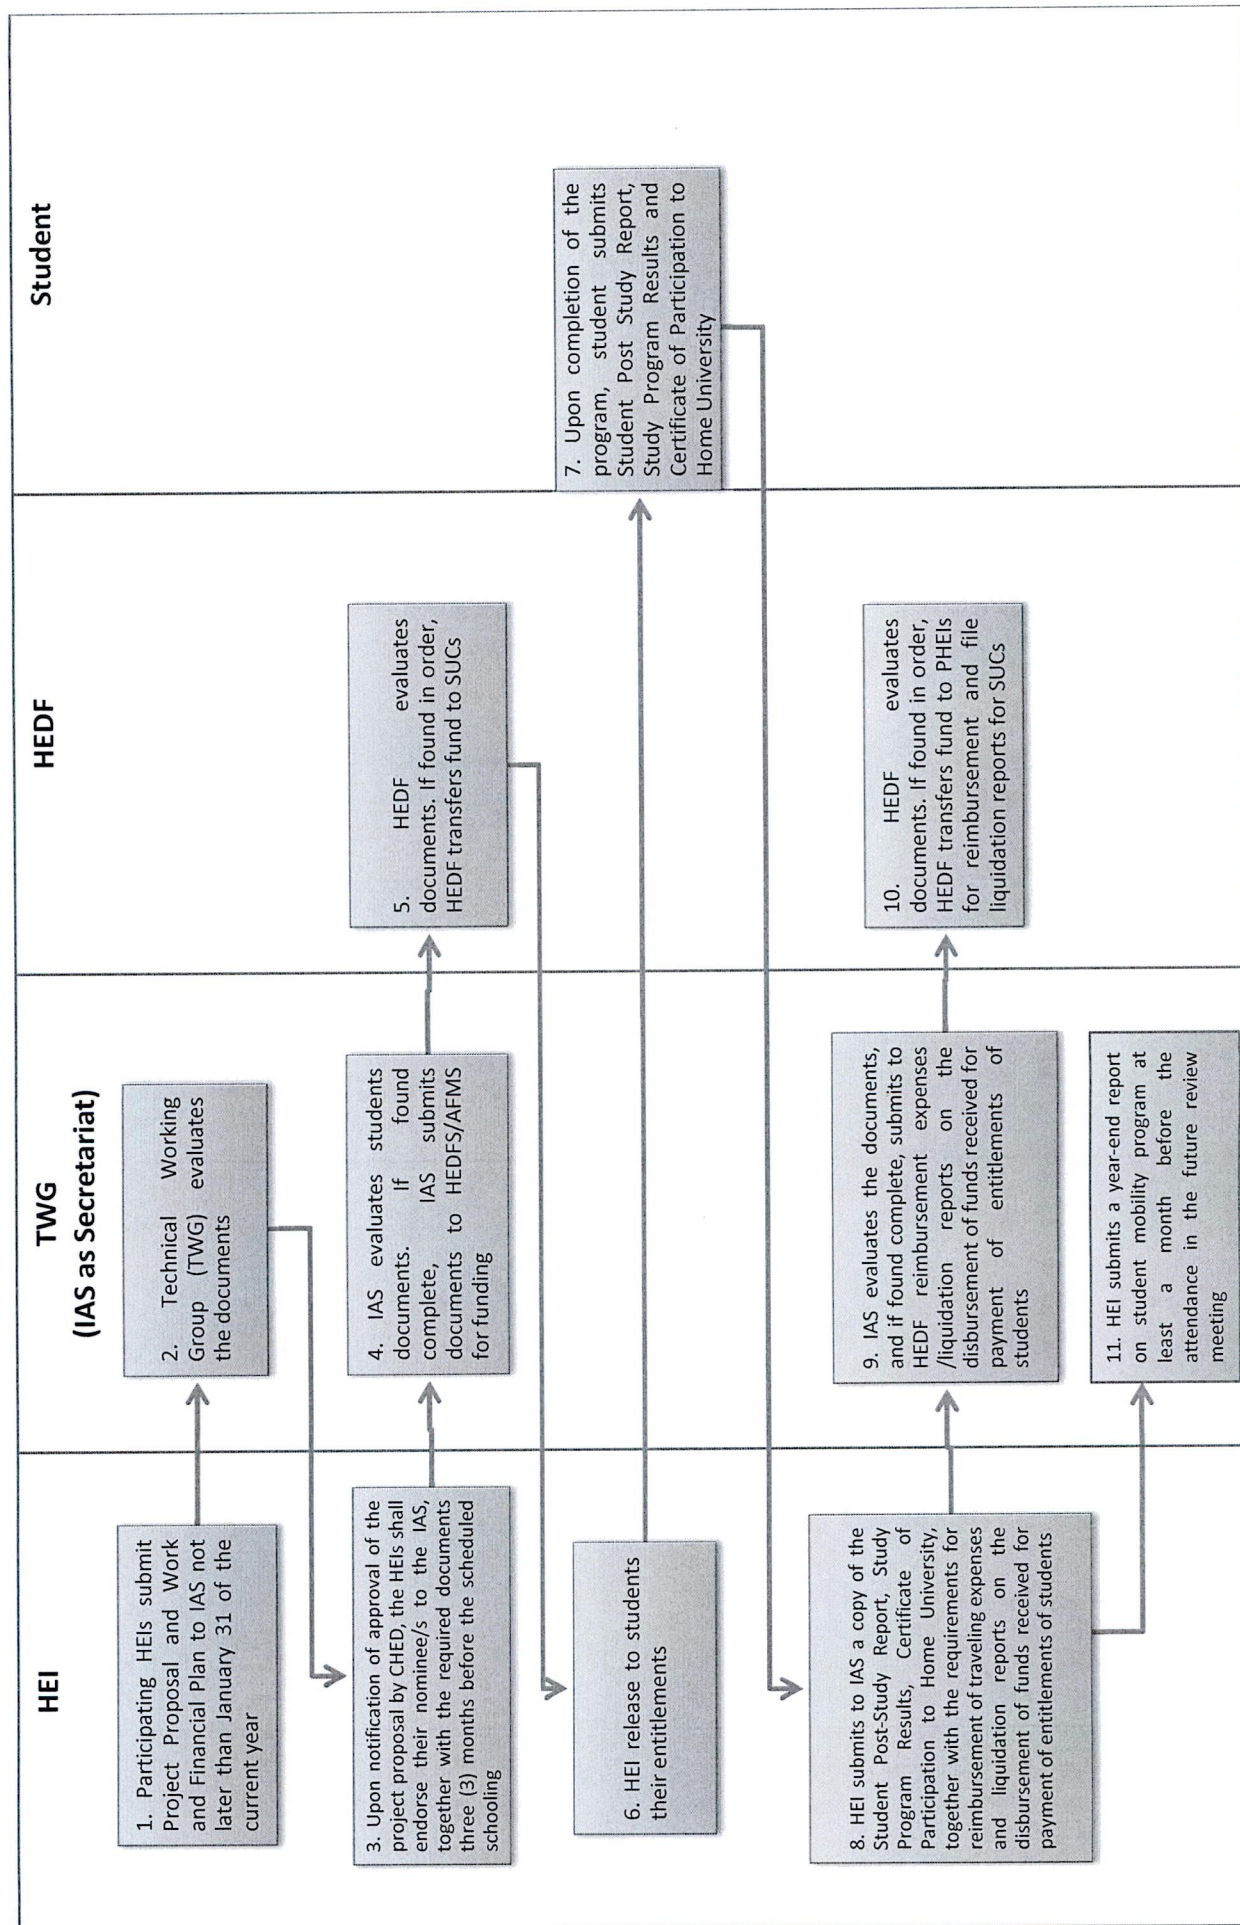 HEI
TWG
(IAS as Secretariat)
HEDF
Student
1. Participating HEIs submit
Project Proposal and Work
and Financial Plan to IAS not
later than January 31 of the
current year
2. Technical Working
Group (TWG) evaluates
the documents
3. Upon notification of approval of the
project proposal by CHED, the HEIs shall
endorse their nominee/s to the IAS,
together with the required documents
three (3) months before the scheduled
schooling
4. IAS evaluates students
documents. If found
complete, IAS submits
documents to HEDFS/AFMS
for funding
5. HEDF evaluates
documents. If found in order,
HEDF transfers fund to SUCs
6. HEI release to students
their entitlements
7. Upon completion of the
program, student submits
Student Post Study Report,
Study Program Results and
Certificate of Participation to
Home University
8. HEI submits to IAS a copy of the
Student Post-Study Report, Study
Program Results, Certificate of
Participation to Home University,
together with the requirements for
reimbursement of traveling expenses
and liquidation reports on the
disbursement of funds received for
payment of entitlements of students
9. IAS evaluates the documents,
and if found complete, submits to
HEDF reimbursement expenses
/liquidation reports on the
disbursement of funds received for
payment of entitlements of
students
10. HEDF evaluates
documents. If found in order,
HEDF transfers fund to PHEIs
for reimbursement and file
liquidation reports for SUCs
11. HEI submits a year-end report
on student mobility program at
least a month before the
attendance in the future review
meeting